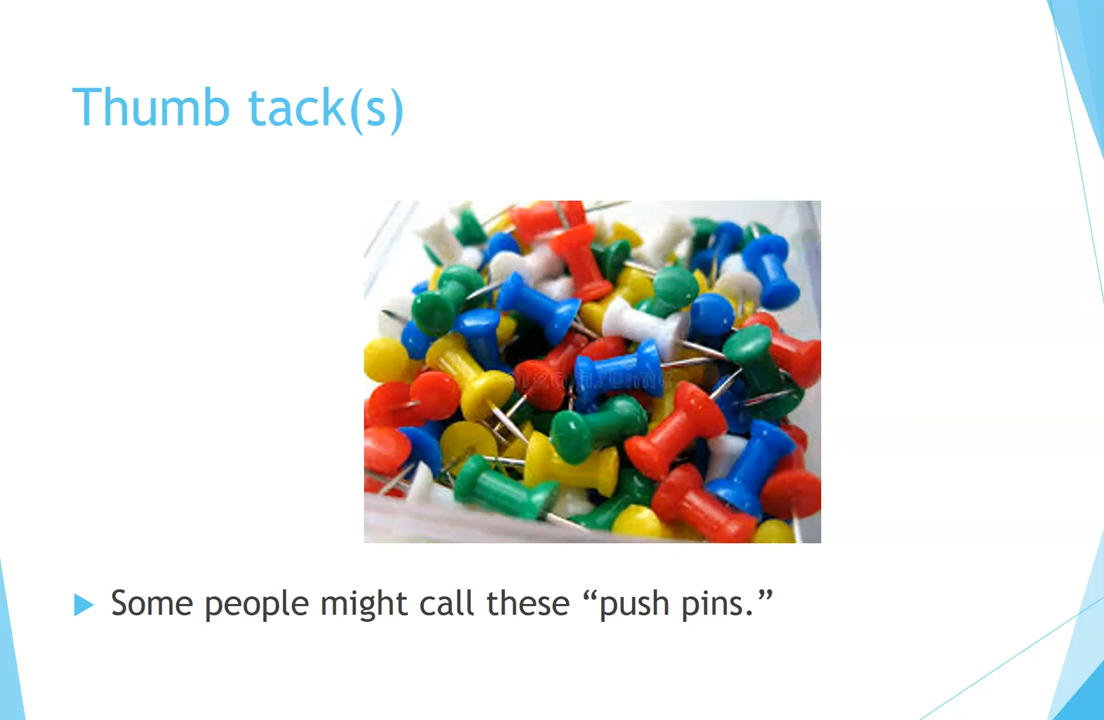 Thumb tack(s)
Some people might call these “push pins.”